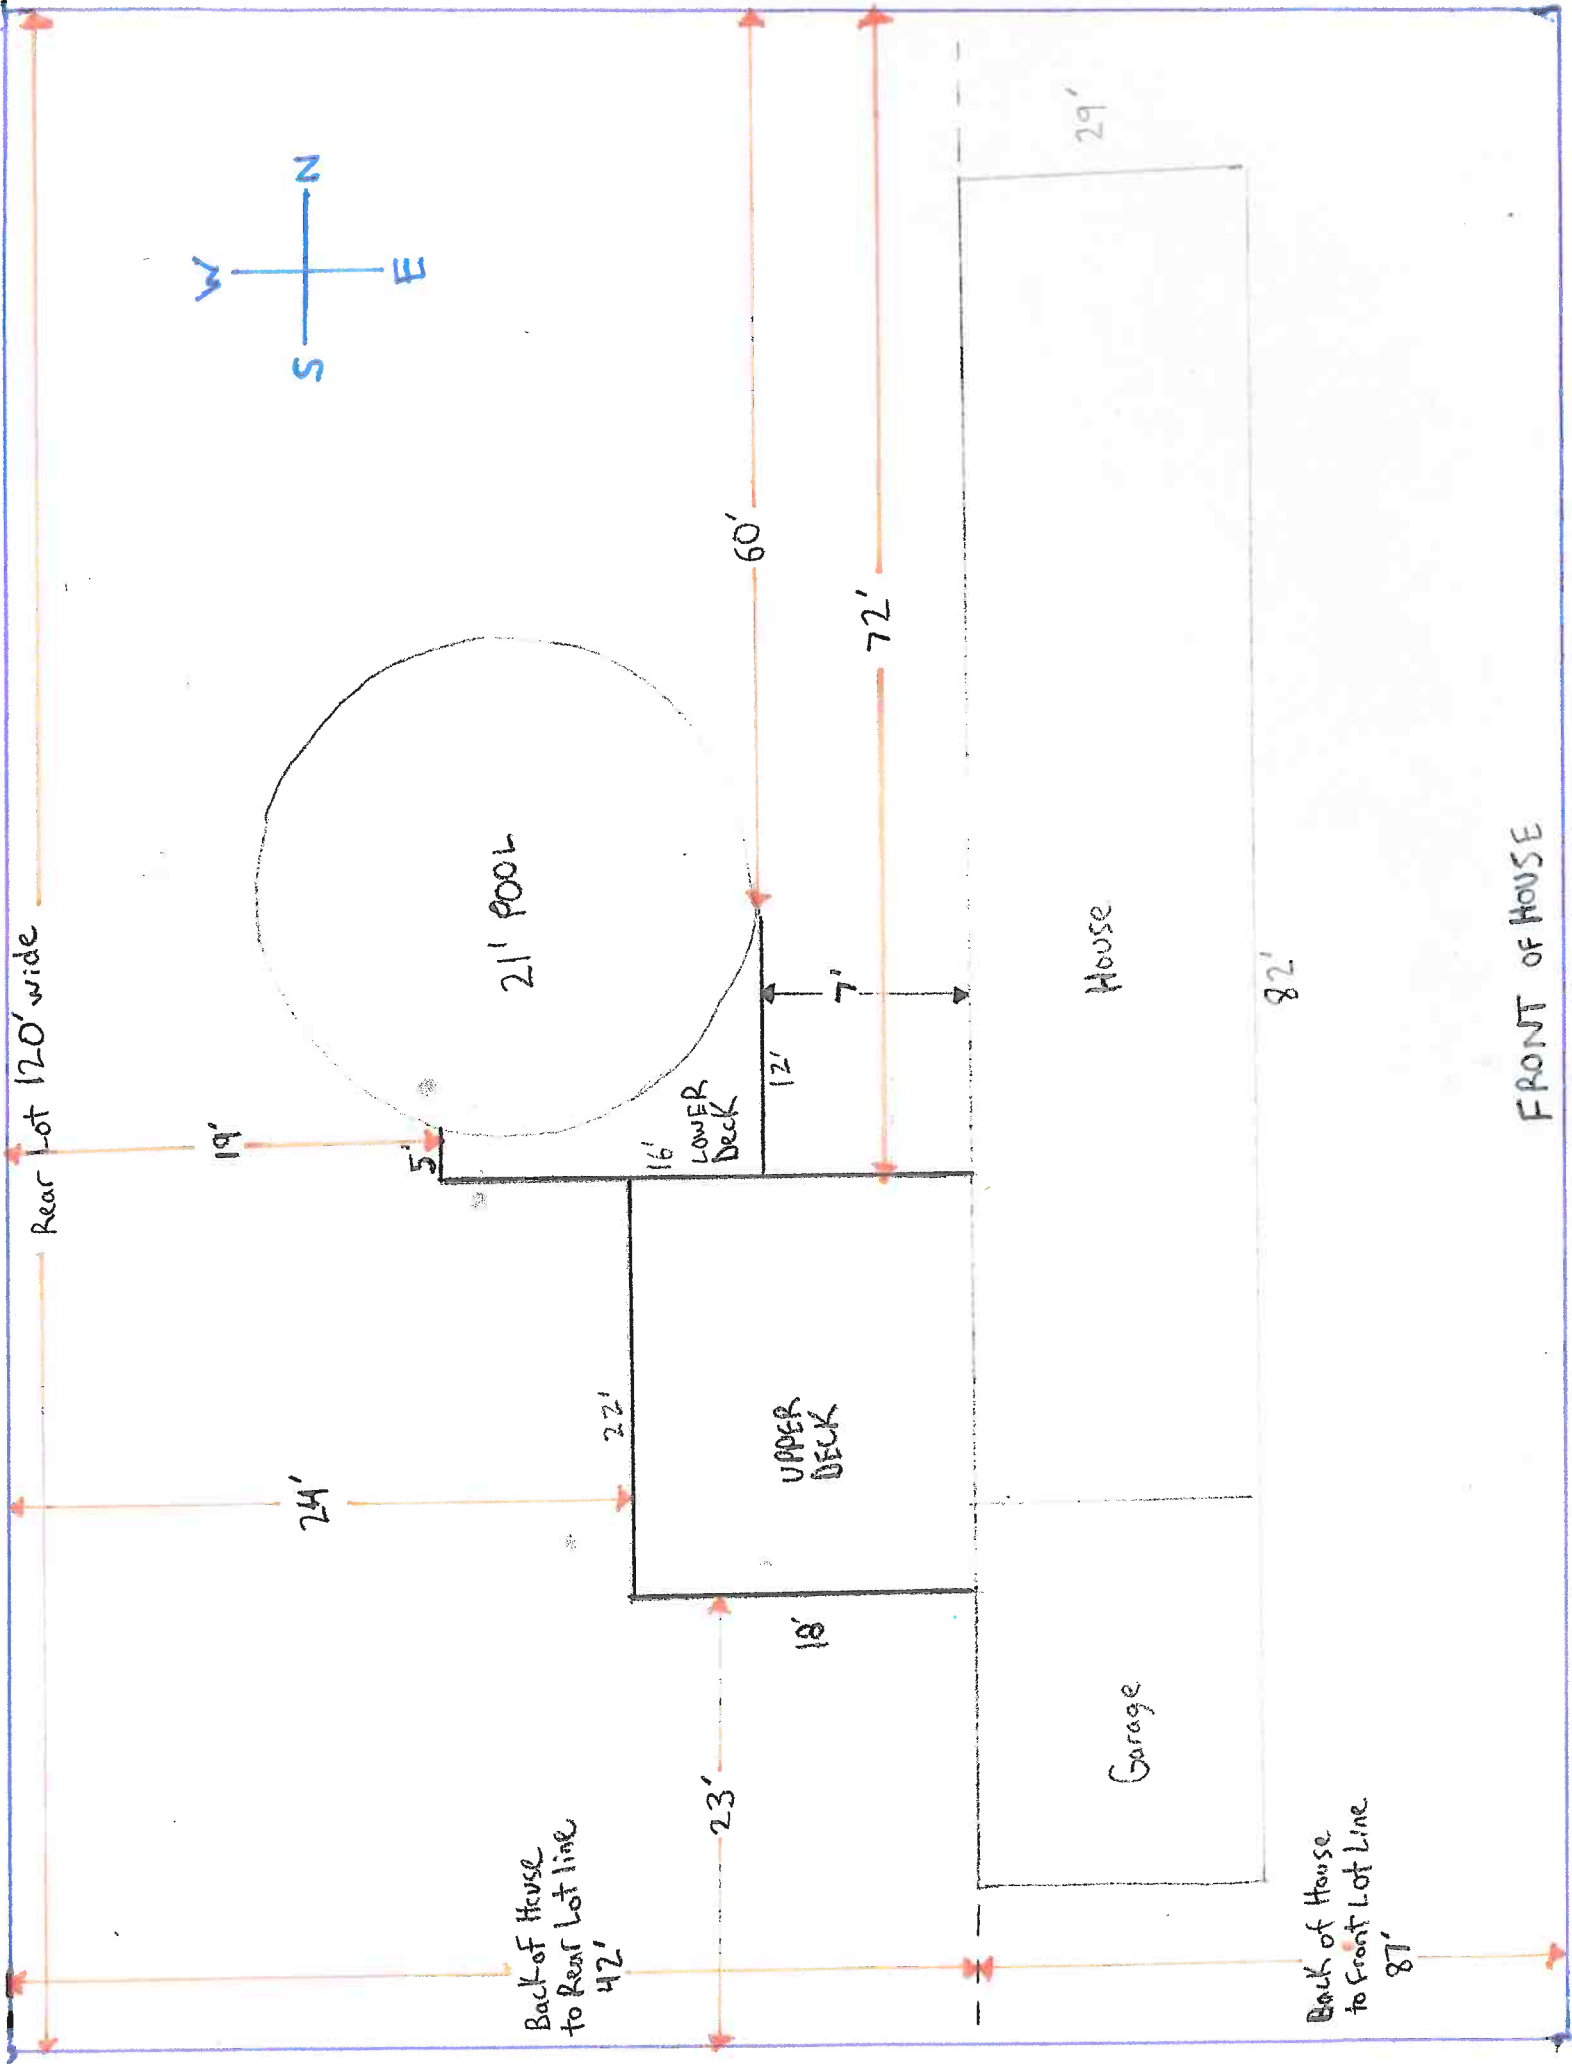 Rear Lot 120' wide
W
N
S
E
19'
5'
21' POOL
60'
16'
LOWER
Deck
12'
7'
72'
24'
22'
UPPER
DECK
18'
23'
Back of House
to Rear Lot line
42'
29'
House
82'
Garage
Back of House
to Front Lot Line
87'
FRONT OF HOUSE